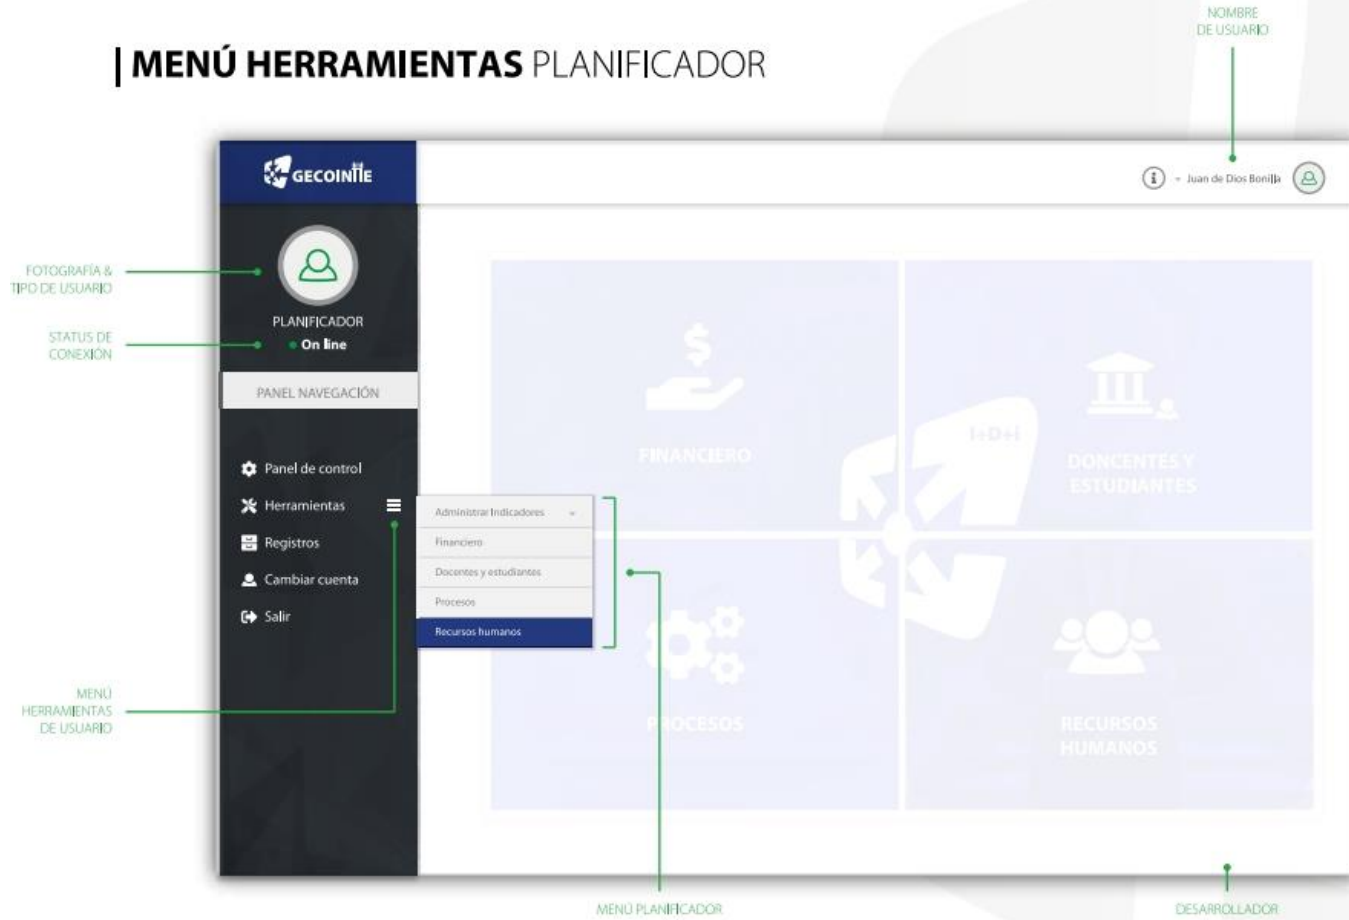 NOMBRE
DE USUARIO
MENÚ HERRAMIENTAS PLANIFICADOR
GECOINTIE
Juan de Dios Bonilla
FOTOGRAFÍA &
TIPO DE USUARIO
PLANIFICADOR
STATUS DE
CONEXIÓN
On line
PANEL NAVEGACIÓN
FINANCIERO
I+D+i
DONCENTES Y
ESTUDIANTES
Panel de control
Herramientas
Registros
Cambiar cuenta
Salir
Administrar Indicadores
Financiero
Docentes y estudiantes
Procesos
Recursos humanos
PROCESOS
RECURSOS
HUMANOS
MENÚ
HERRAMIENTAS
DE USUARIO
MENÚ PLANIFICADOR
DESARROLLADOR